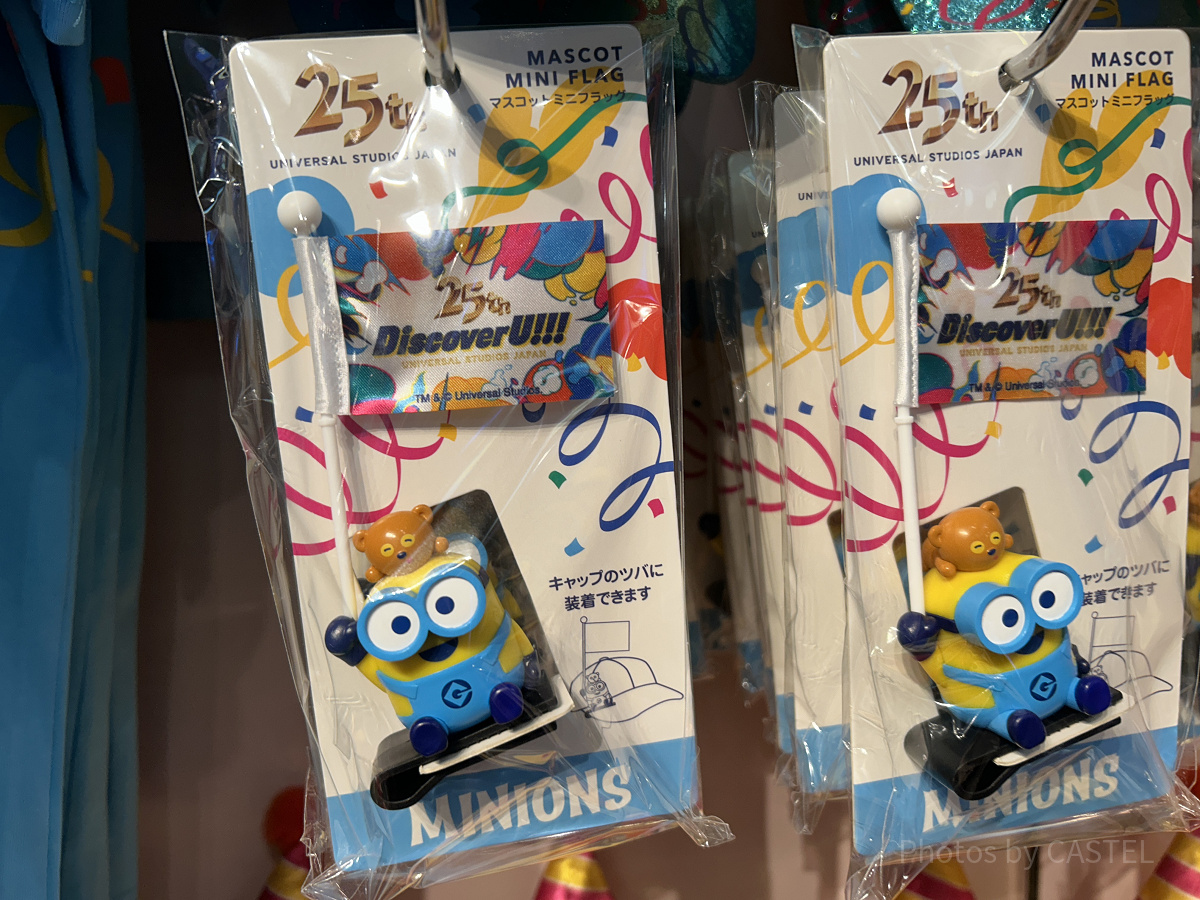 25th
UNIVERSAL STUDIOS JAPAN
MASCOT
MINI FLAG
マスコットミニフラッグ
25th
DiscoverU!!!
UNIVERSAL STUDIOS JAPAN
TM & © Universal Studios
キャップのツバに
装着できます
MINIONS
25th
UNIVERSAL STUDIOS JAPAN
MASCOT
MINI FLAG
マスコットミニフラッグ
25th
DiscoverU!!!
UNIVERSAL STUDIOS JAPAN
TM & © Universal Studios
ャップのツバに
着できます
MINIONS
Photos by CASTEL